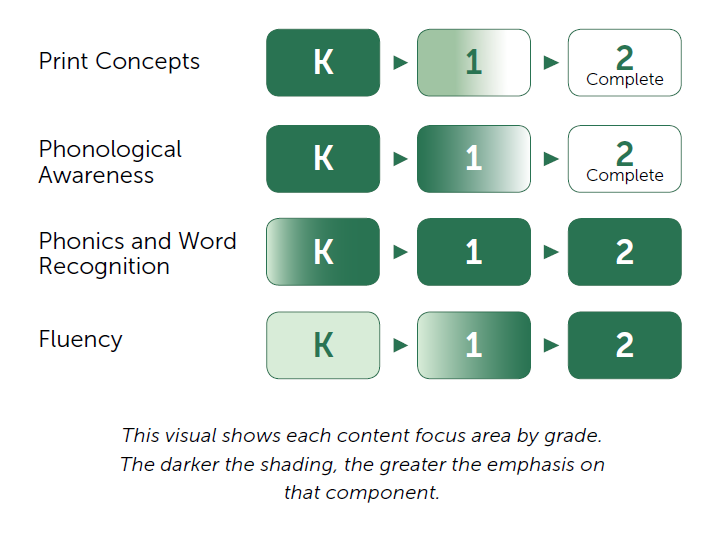 Print Concepts
K
1
2
Complete
Phonological
Awareness
K
1
2
Complete
Phonics and Word
Recognition
K
1
2
Fluency
K
1
2
This visual shows each content focus area by grade.
The darker the shading, the greater the emphasis on
that component.